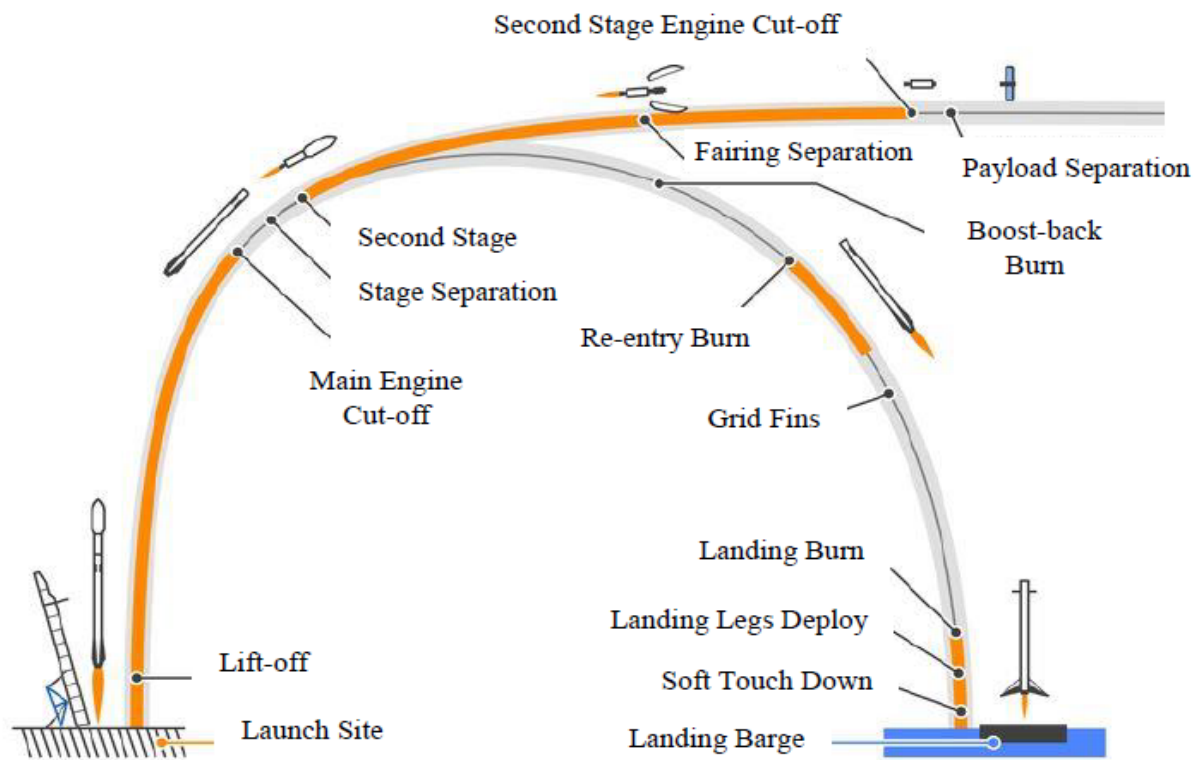 Second Stage Engine Cut-off
Fairing Separation
Payload Separation
Second Stage
Boost-back
Burn
Stage Separation
Re-entry Burn
Main Engine
Cut-off
Grid Fins
Landing Burn
Landing Legs Deploy
Lift-off
Soft Touch Down
Launch Site
Landing Barge